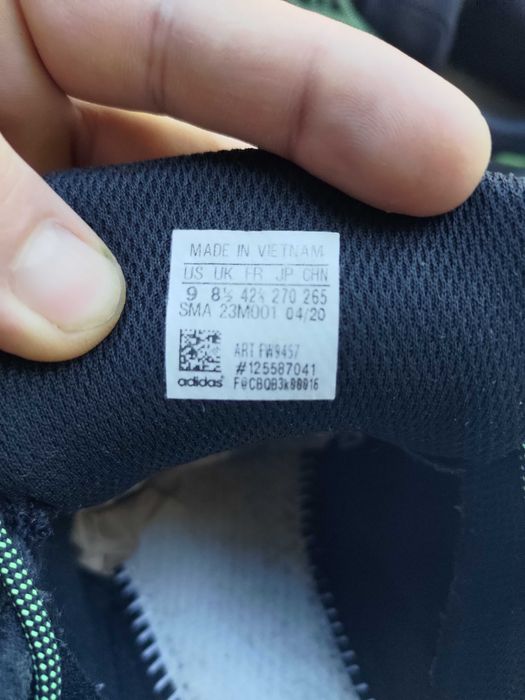 MADE IN VIETNAM
US UK FR JP CHN
9 8½ 42⅔ 270 265
SMA 23M001 04/20
ART FW9457
#125587041
adidas